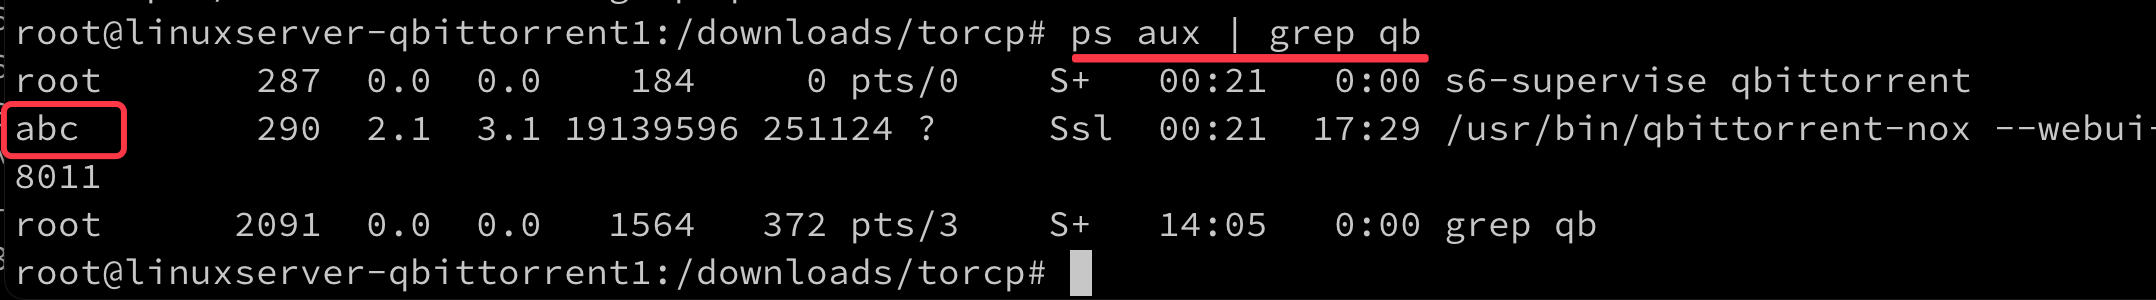 root@linuxserver-qbittorrent1:/downloads/torcp# ps aux | grep qb
root 287 0.0 0.0 184 0 pts/0 S+ 00:21 0:00 s6-supervise qbittorrent
abc 290 2.1 3.1 19139596 251124 ? Ssl 00:21 17:29 /usr/bin/qbittorrent-nox --webui-
8011
root 2091 0.0 0.0 1564 372 pts/3 S+ 14:05 0:00 grep qb
root@linuxserver-qbittorrent1:/downloads/torcp#